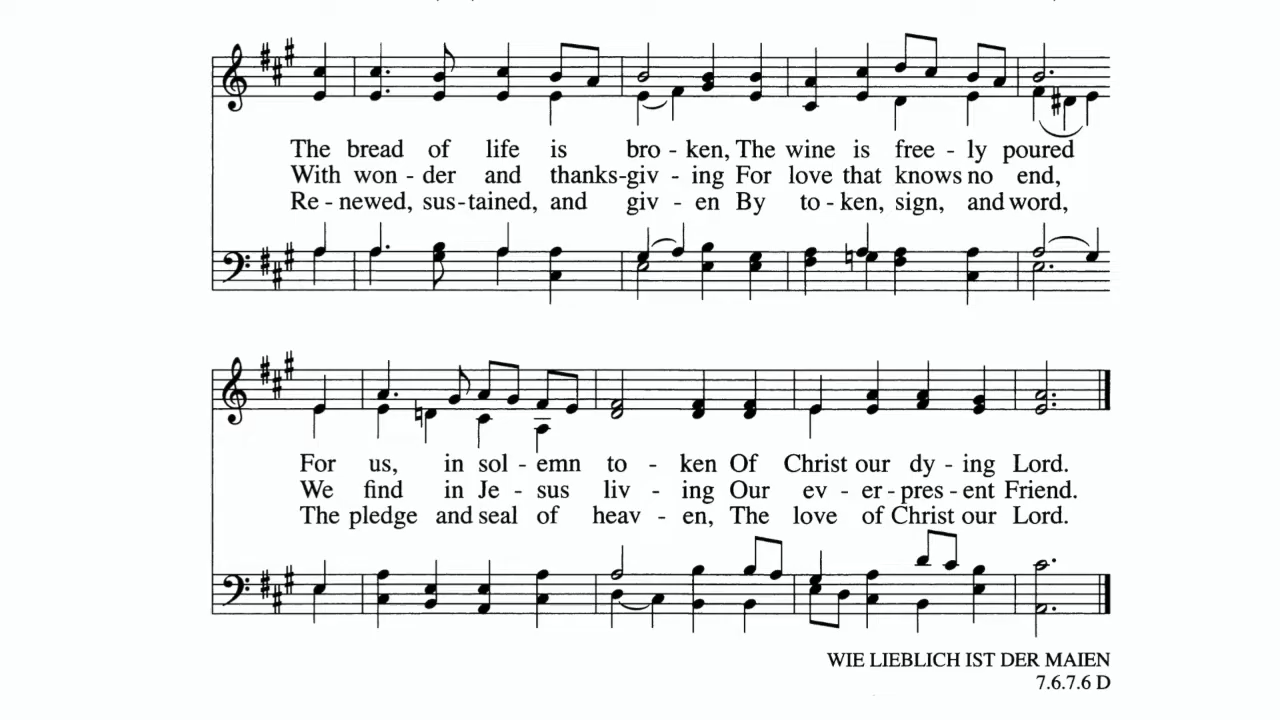 The bread of life is bro - ken, The wine is free - ly poured
With won - der and thanks-giv - ing For love that knows no end,
Re - newed, sus-tained, and giv - en By to - ken, sign, and word,
For us, in sol - emn to - ken Of Christ our dy - ing Lord.
We find in Je - sus liv - ing Our ev - er - pres - ent Friend.
The pledge and seal of heav - en, The love of Christ our Lord.
WIE LIEBLICH IST DER MAIEN
7.6.7.6 D